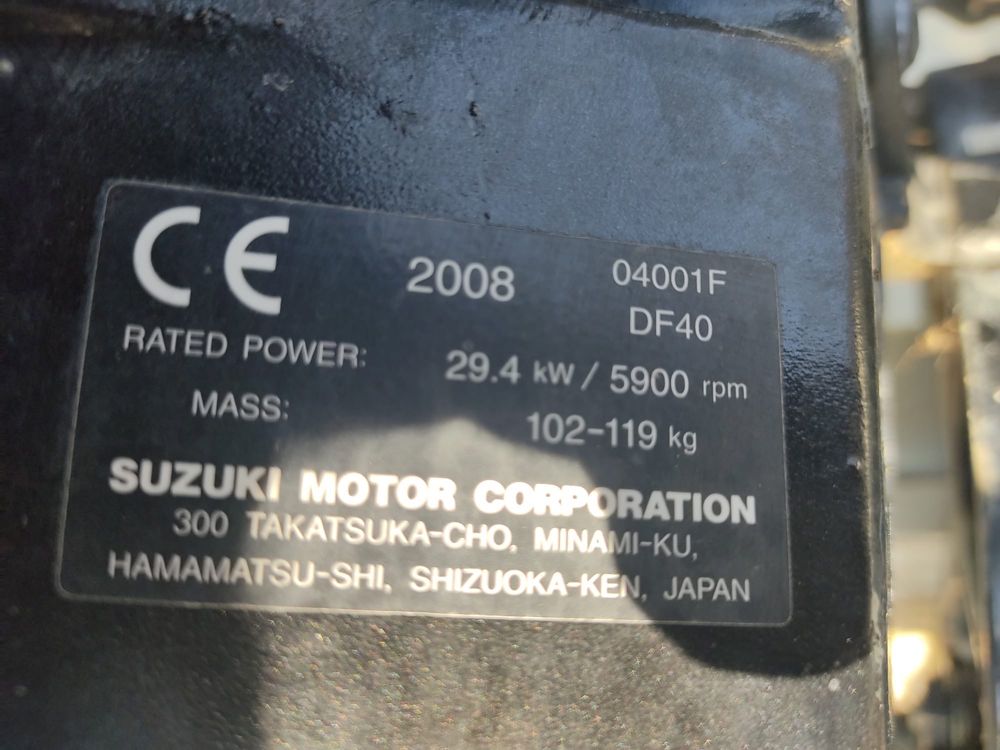 CE 2008 04001F
DF40
RATED POWER: 29.4 kW / 5900 rpm
MASS: 102-119 kg
SUZUKI MOTOR CORPORATION
300 TAKATSUKA-CHO, MINAMI-KU,
HAMAMATSU-SHI, SHIZUOKA-KEN, JAPAN